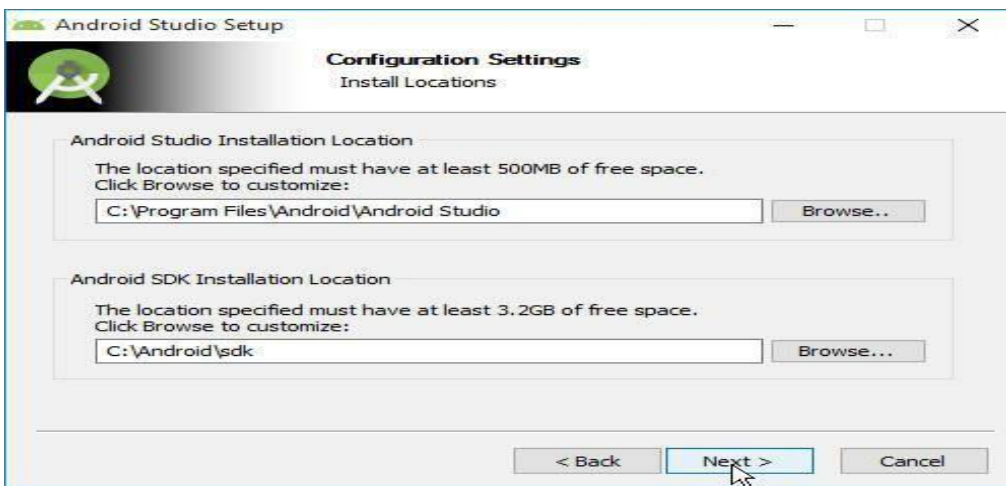 Android Studio Setup
Configuration Settings
Install Locations
Android Studio Installation Location
The location specified must have at least 500MB of free space.
Click Browse to customize:
C:\Program Files\Android\Android Studio
Browse..
Android SDK Installation Location
The location specified must have at least 3.2GB of free space.
Click Browse to customize:
C:\Android\sdk
Browse...
< Back
Next >
Cancel